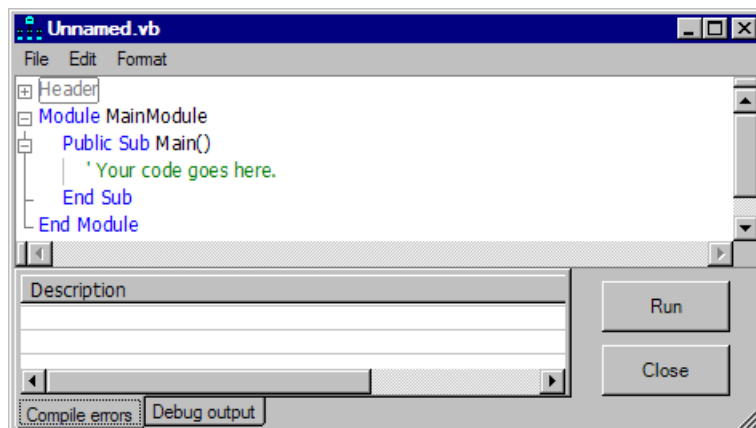 Unnamed.vb
File Edit Format
Header
Module MainModule
Public Sub Main()
' Your code goes here.
End Sub
End Module
Description
Run
Close
Compile errors Debug output